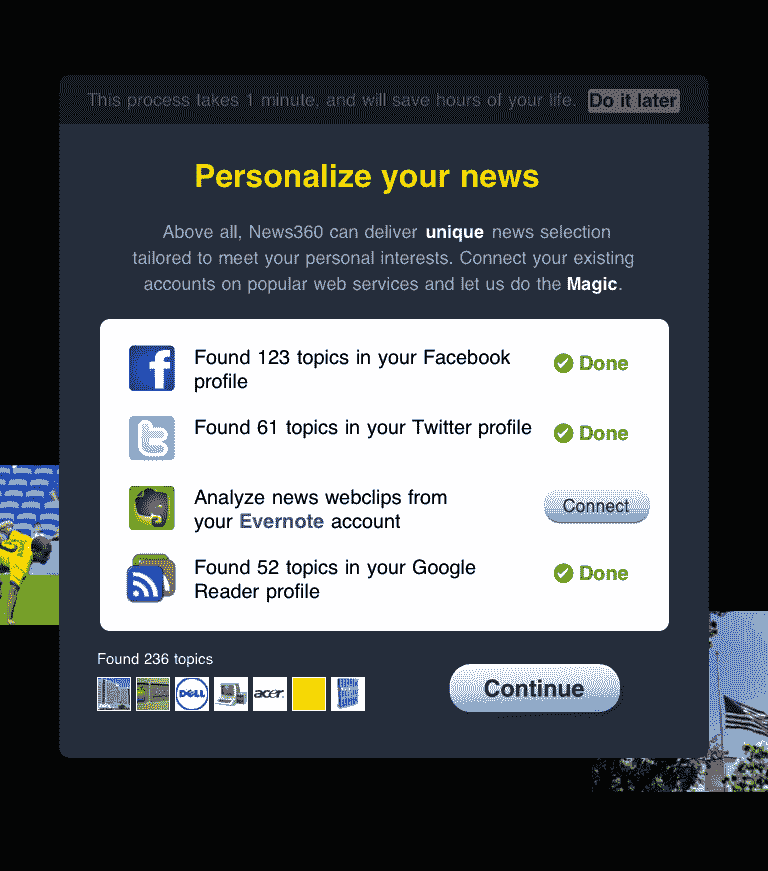 This process takes 1 minute, and will save hours of your life. Do it later
Personalize your news
Above all, News360 can deliver unique news selection
tailored to meet your personal interests. Connect your existing
accounts on popular web services and let us do the Magic.
Found 123 topics in your Facebook
profile
Done
Found 61 topics in your Twitter profile
Done
Analyze news webclips from
your Evernote account
Connect
Found 52 topics in your Google
Reader profile
Done
Found 236 topics
DELL
acer
Continue